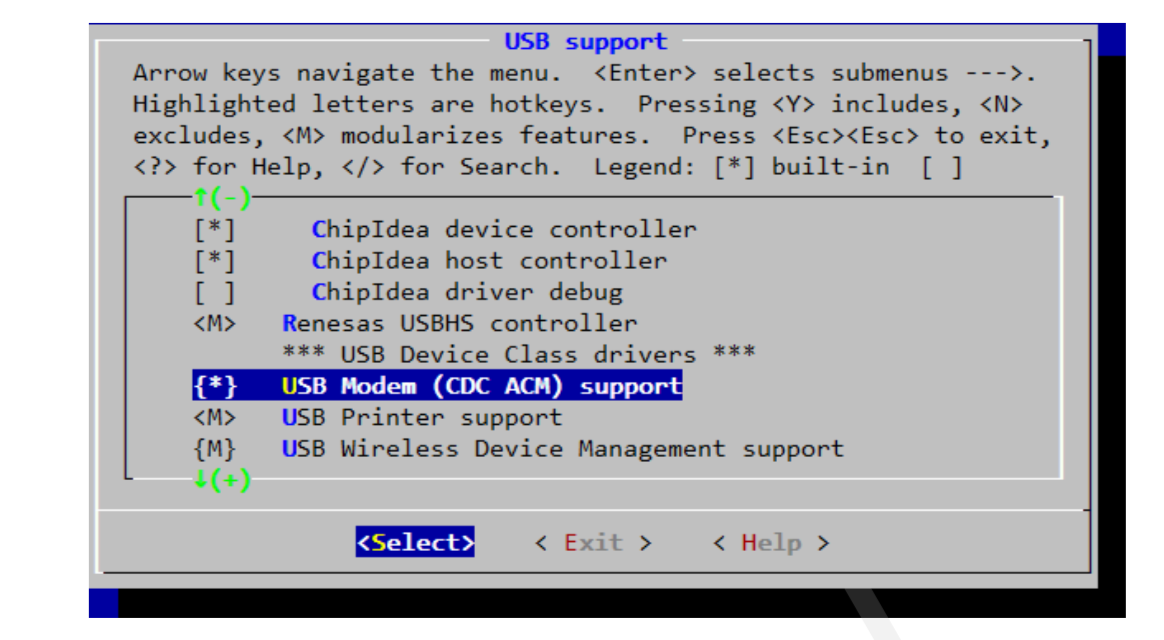 USB support
Arrow keys navigate the menu.  <Enter> selects submenus --->.
Highlighted letters are hotkeys.  Pressing <Y> includes, <N>
excludes, <M> modularizes features.  Press <Esc><Esc> to exit,
<?> for Help, </> for Search.  Legend: [*] built-in  [ ]
↑(-)
[*]     ChipIdea device controller
[*]     ChipIdea host controller
[ ]     ChipIdea driver debug
<M>   Renesas USBHS controller
*** USB Device Class drivers ***
{*}   USB Modem (CDC ACM) support
<M>   USB Printer support
{M}   USB Wireless Device Management support
↓(+)
<Select>    < Exit >    < Help >